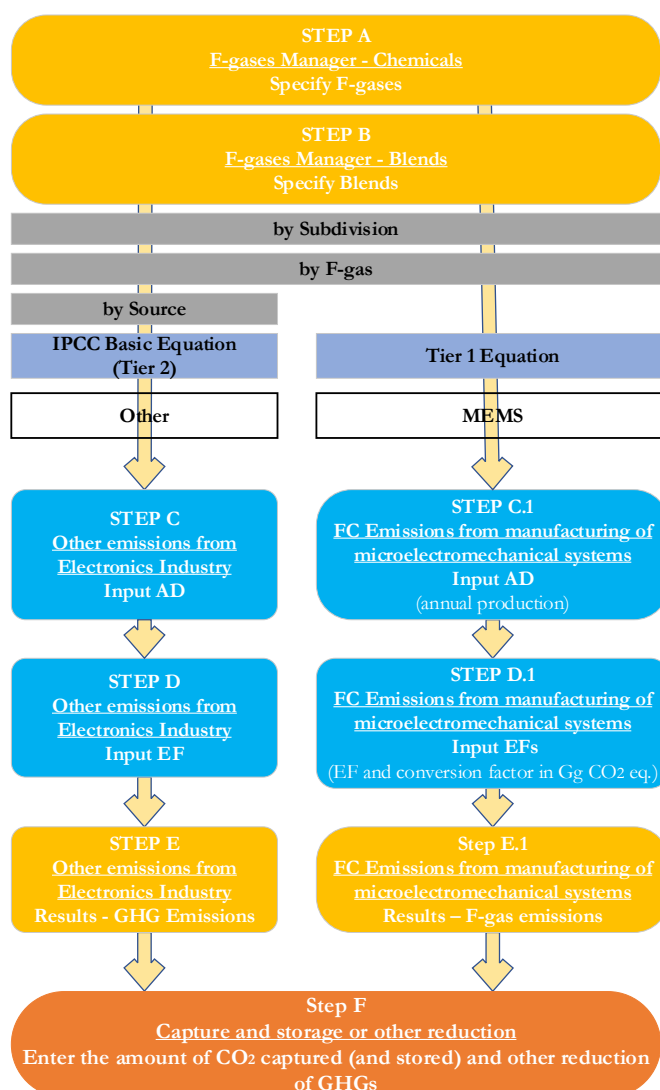 STEP A
F-gases Manager - Chemicals
Specify F-gases
STEP B
F-gases Manager - Blends
Specify Blends
by Subdivision
by F-gas
by Source
IPCC Basic Equation
(Tier 2)
Tier 1 Equation
Other
MEMS
STEP C
Other emissions from
Electronics Industry
Input AD
STEP C.1
FC Emissions from manufacturing of
microelectromechanical systems
Input AD
(annual production)
STEP D
Other emissions from
Electronics Industry
Input EF
STEP D.1
FC Emissions from manufacturing of
microelectromechanical systems
Input EFs
(EF and conversion factor in Gg CO2 eq.)
STEP E
Other emissions from
Electronics Industry
Results - GHG Emissions
Step E.1
FC Emissions from manufacturing of
microelectromechanical systems
Results – F-gas emissions
Step F
Capture and storage or other reduction
Enter the amount of CO2 captured (and stored) and other reduction
of GHGs